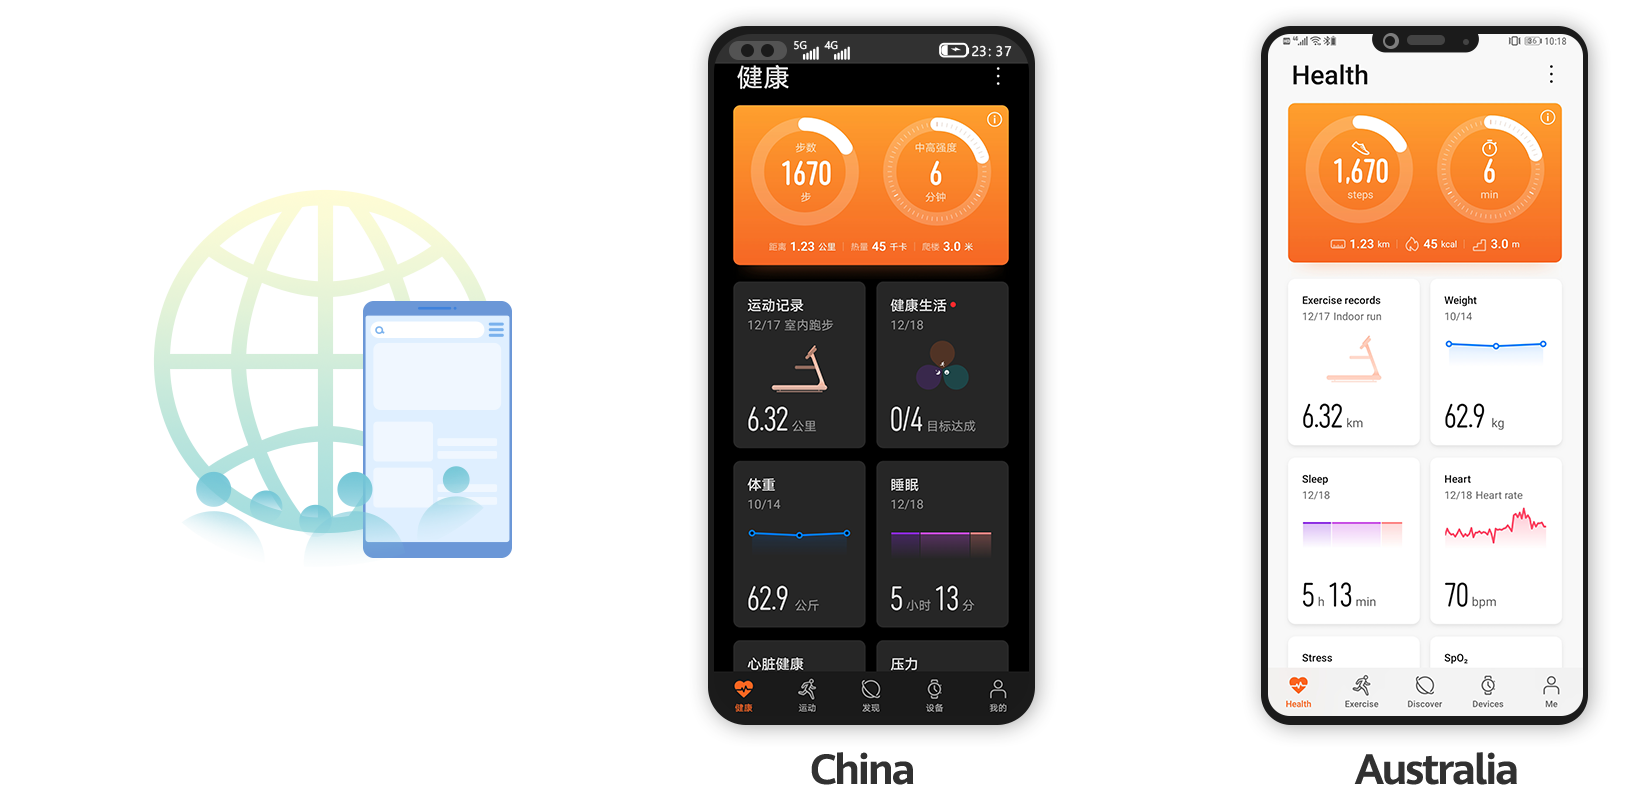 5G 4G 23:37
健康
步数
1670
步
中高强度
6
分钟
距离 1.23 公里 热量 45 千卡 爬楼 3.0 米
运动记录
12/17 室内跑步
6.32 公里
健康生活
12/18
0/4 目标达成
体重
10/14
62.9 公斤
睡眠
12/18
5 小时 13 分
心脏健康
压力
健康 运动 发现 设备 我的
China
10:18
Health
1,670
steps
6
min
1.23 km 45 kcal 3.0 m
Exercise records
12/17 Indoor run
6.32 km
Weight
10/14
62.9 kg
Sleep
12/18
5 h 13 min
Heart
12/18 Heart rate
70 bpm
Stress
SpO₂
Health Exercise Discover Devices Me
Australia